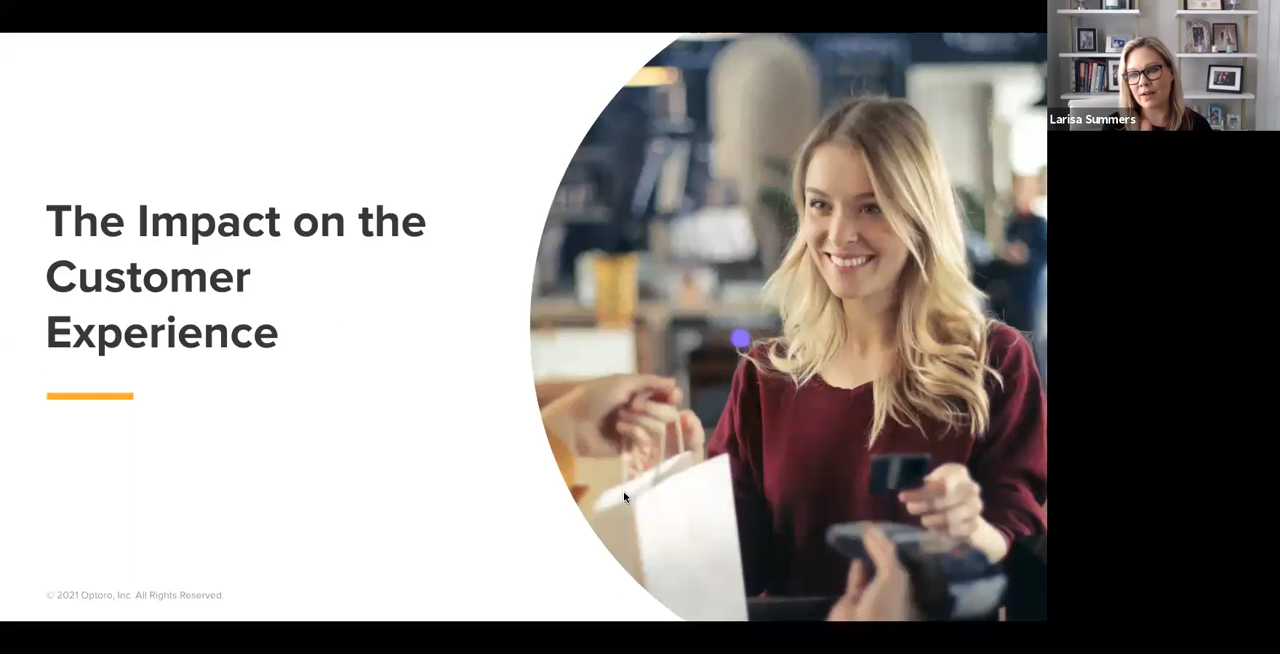 The Impact on the
Customer
Experience
© 2021 Optoro, Inc. All Rights Reserved.
Larisa Summers